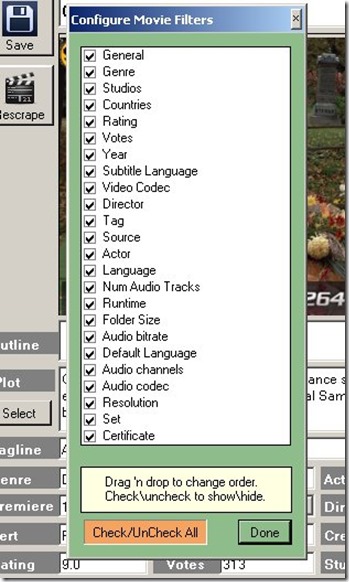 Configure Movie Filters
Save
Rescrape
General
Genre
Studios
Countries
Rating
Votes
Year
Subtitle Language
Video Codec
Director
Tag
Source
Actor
Language
Num Audio Tracks
Runtime
Folder Size
Audio bitrate
Default Language
Audio channels
Audio codec
Resolution
Set
Certificate
264
utline
Plot
Select
agline
enre
remiere
ert
ating
9.0
Drag 'n drop to change order.
Check\uncheck to show\hide.
Check/UnCheck All
Done
Votes
313
ance s
al Sam
Act
Dir
Cre
Stu